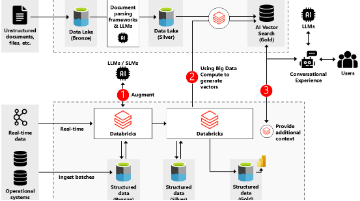 Document
parsing
frameworks
& LLMs
AI
Unstructured
documents,
files, etc.
Data Lake
(Bronze)
Data Lake
(Silver)
AI Vector
Search
(Gold)
AI
LLMs
LLMs / SLMs
AI
1
Augment
2
Using Big Data
Compute to
generate
vectors
3
Conversational
Experience
Users
Real-time
data
Real-time
Databricks
Databricks
Provide
additional
context
Operational
systems
Ingest batches
Structured
data
(Bronze)
Structured
data
(Silver)
Structured
data
(Gold)